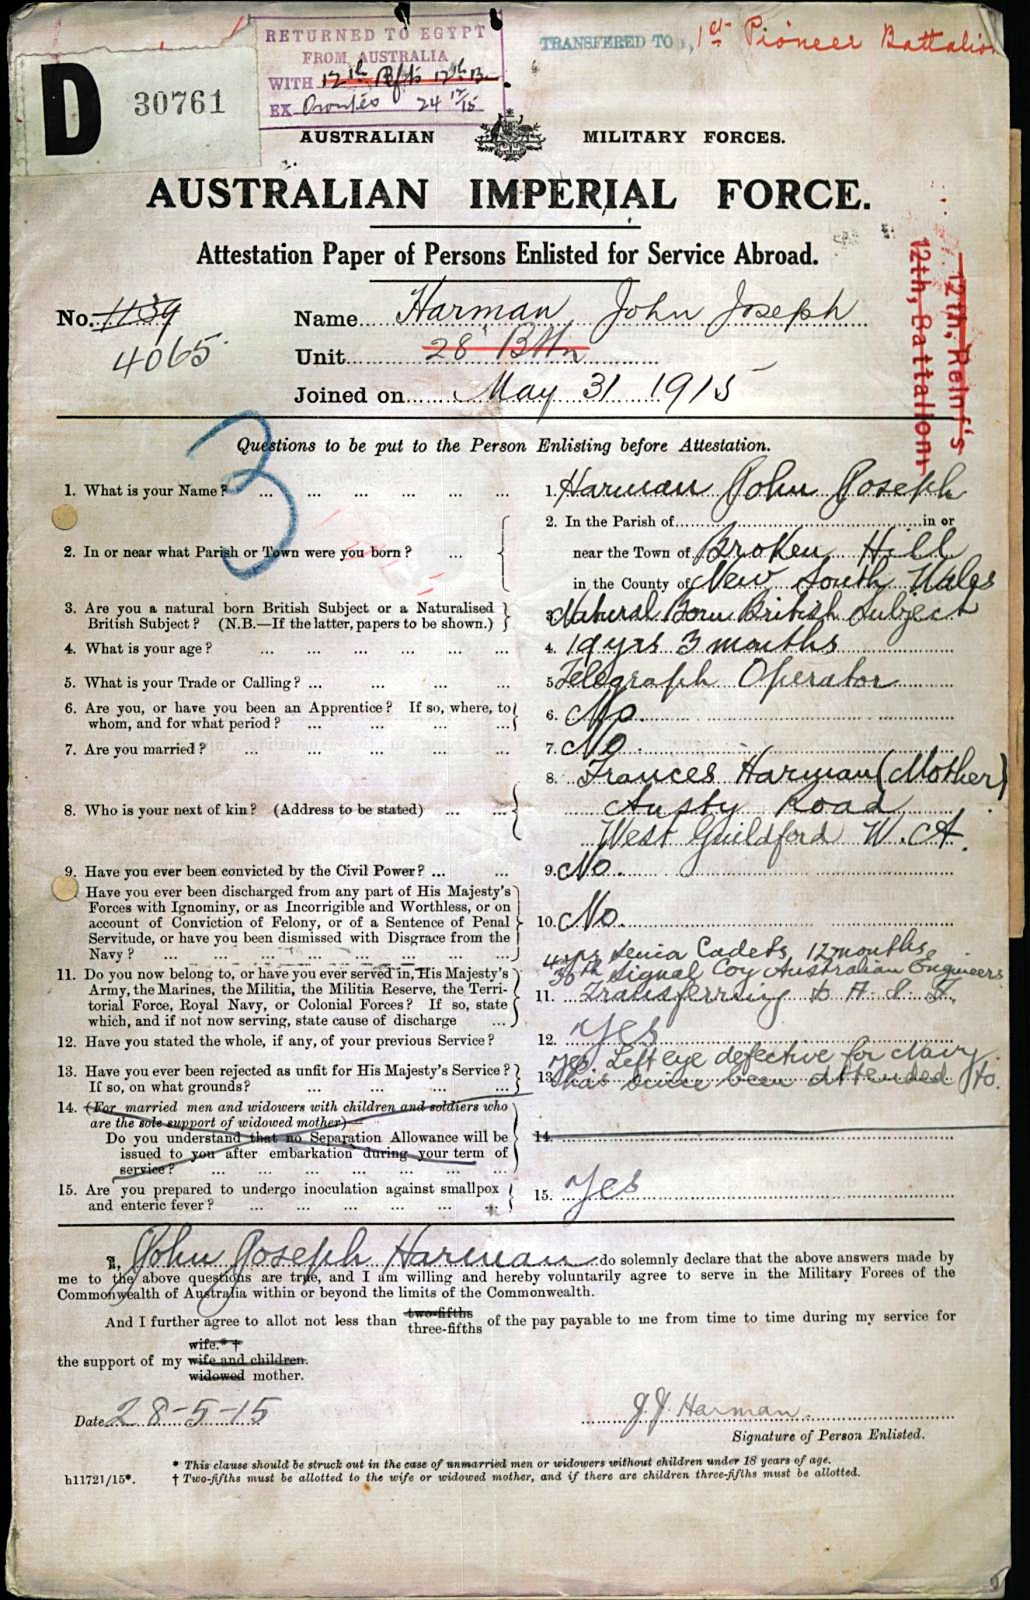 D 30761
RETURNED TO EGYPT
FROM AUSTRALIA
WITH 12th Rfts 12th Bn
EX Orontes 24 12/15
TRANSFERED TO 1st Pioneer Battalion
AUSTRALIAN MILITARY FORCES.
AUSTRALIAN IMPERIAL FORCE.
Attestation Paper of Persons Enlisted for Service Abroad.
12th, Reinf's
12th, Battalion
No. 1139
4065
Name Harman John Joseph
Unit 28 Bttn
Joined on May 31 1915
3
Questions to be put to the Person Enlisting before Attestation.
1. What is your Name? ... 1. Harman John Joseph
2. In or near what Parish or Town were you born? ...
2. In the Parish of in or
near the Town of Broken Hill
in the County of New South Wales
3. Are you a natural born British Subject or a Naturalised
British Subject? (N.B.—If the latter, papers to be shown.)
3. Natural Born British Subject
4. What is your age? ... 4. 19 yrs 3 months
5. What is your Trade or Calling? ... 5. Telegraph Operator
6. Are you, or have you been an Apprentice? If so, where, to
whom, and for what period? ... 6. No.
7. Are you married? ... 7. No.
8. Who is your next of kin? (Address to be stated) ...
8. Frances Harman (Mother)
Road
West Guildford W.A.
9. Have you ever been convicted by the Civil Power? ... 9. No.
10. Have you ever been discharged from any part of His Majesty's
Forces with Ignominy, or as Incorrigible and Worthless, or on
account of Conviction of Felony, or of a Sentence of Penal
Servitude, or have you been dismissed with Disgrace from the
Navy? ... 10. No.
11. Do you now belong to, or have you ever served in, His Majesty's
Army, the Marines, the Militia, the Militia Reserve, the Terri-
torial Force, Royal Navy, or Colonial Forces? If so, state
which, and if not now serving, state cause of discharge ...
4 yrs Senior Cadets, 12 months
Signal Coy Australian Engineers
11. Transferring to A. I. F.
12. Have you stated the whole, if any, of your previous Service? 12. Yes
13. Have you ever been rejected as unfit for His Majesty's Service?
If so, on what grounds? ...
Yes Left eye defective for Navy
13. has since been attended to.
14. (For married men and widowers with children and soldiers who
are the sole support of widowed mother)—
Do you understand that no Separation Allowance will be
issued to you after embarkation during your term of
service? ... 14.
15. Are you prepared to undergo inoculation against smallpox
and enteric fever? ... 15. Yes
I, John Joseph Harman do solemnly declare that the above answers made by
me to the above questions are true, and I am willing and hereby voluntarily agree to serve in the Military Forces of the
Commonwealth of Australia within or beyond the limits of the Commonwealth.
And I further agree to allot not less than two-fifths
three-fifths of the pay payable to me from time to time during my service for
the support of my wife.*†
wife and children.
widowed mother.
Date 28-5-15
J. J. Harman.
Signature of Person Enlisted.
* This clause should be struck out in the case of unmarried men or widowers without children under 18 years of age.
h11721/15*. † Two-fifths must be allotted to the wife or widowed mother, and if there are children three-fifths must be allotted.